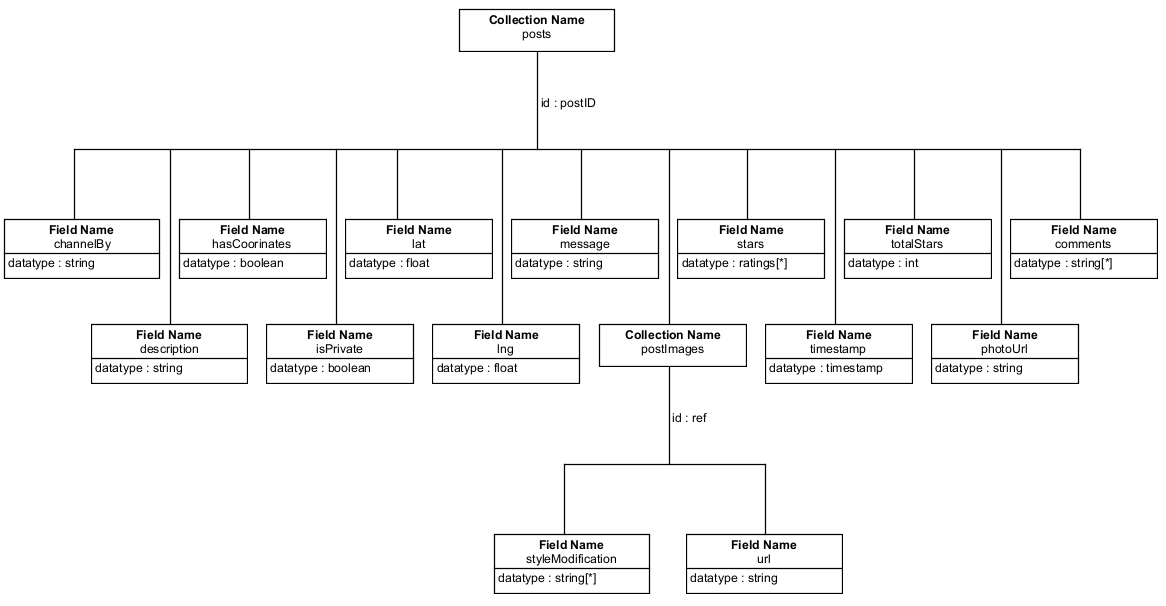 Collection Name
posts
id : postID
Field Name
channelBy
datatype : string
Field Name
hasCoorinates
datatype : boolean
Field Name
lat
datatype : float
Field Name
message
datatype : string
Field Name
stars
datatype : ratings[*]
Field Name
totalStars
datatype : int
Field Name
comments
datatype : string[*]
Field Name
description
datatype : string
Field Name
isPrivate
datatype : boolean
Field Name
lng
datatype : float
Collection Name
postImages
Field Name
timestamp
datatype : timestamp
Field Name
photoUrl
datatype : string
id : ref
Field Name
styleModification
datatype : string[*]
Field Name
url
datatype : string